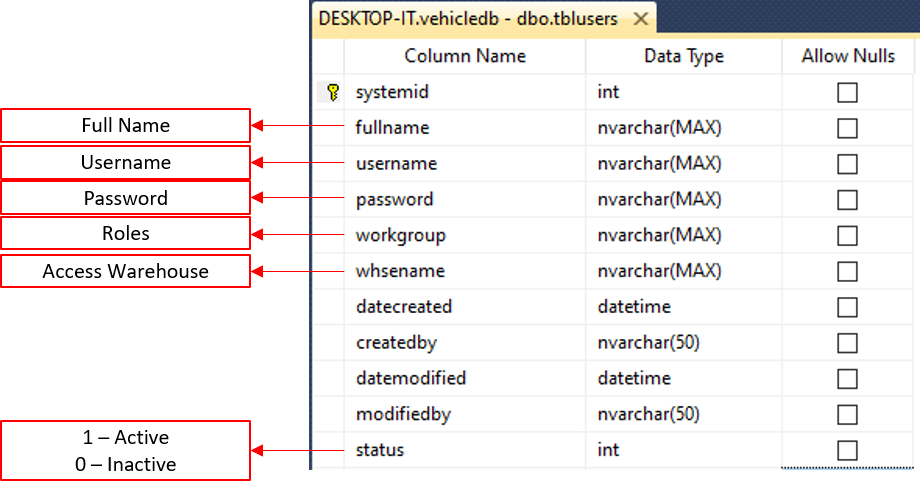 DESKTOP-IT.vehicledb - dbo.tblusers
Column Name Data Type Allow Nulls
systemid int
Full Name fullname nvarchar(MAX)
Username username nvarchar(MAX)
Password password nvarchar(MAX)
Roles workgroup nvarchar(MAX)
Access Warehouse whsename nvarchar(MAX)
datecreated datetime
createdby nvarchar(50)
datemodified datetime
modifiedby nvarchar(50)
1 – Active
0 – Inactive
status int